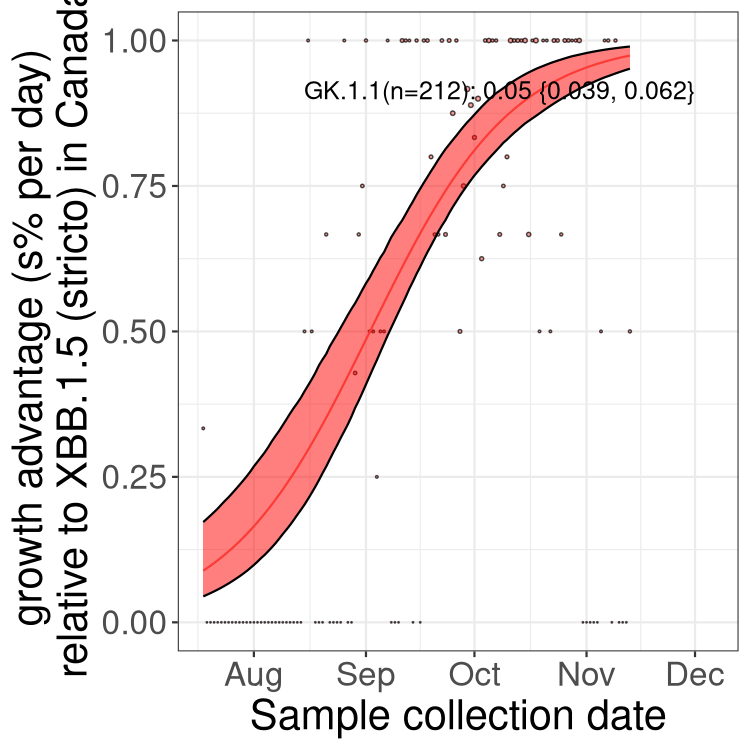 growth advantage (s% per day)
relative to XBB.1.5 (stricto) in Canada
1.00
0.75
0.50
0.25
0.00
GK.1.1(n=212): 0.05 {0.039, 0.062}
Aug Sep Oct Nov Dec
Sample collection date